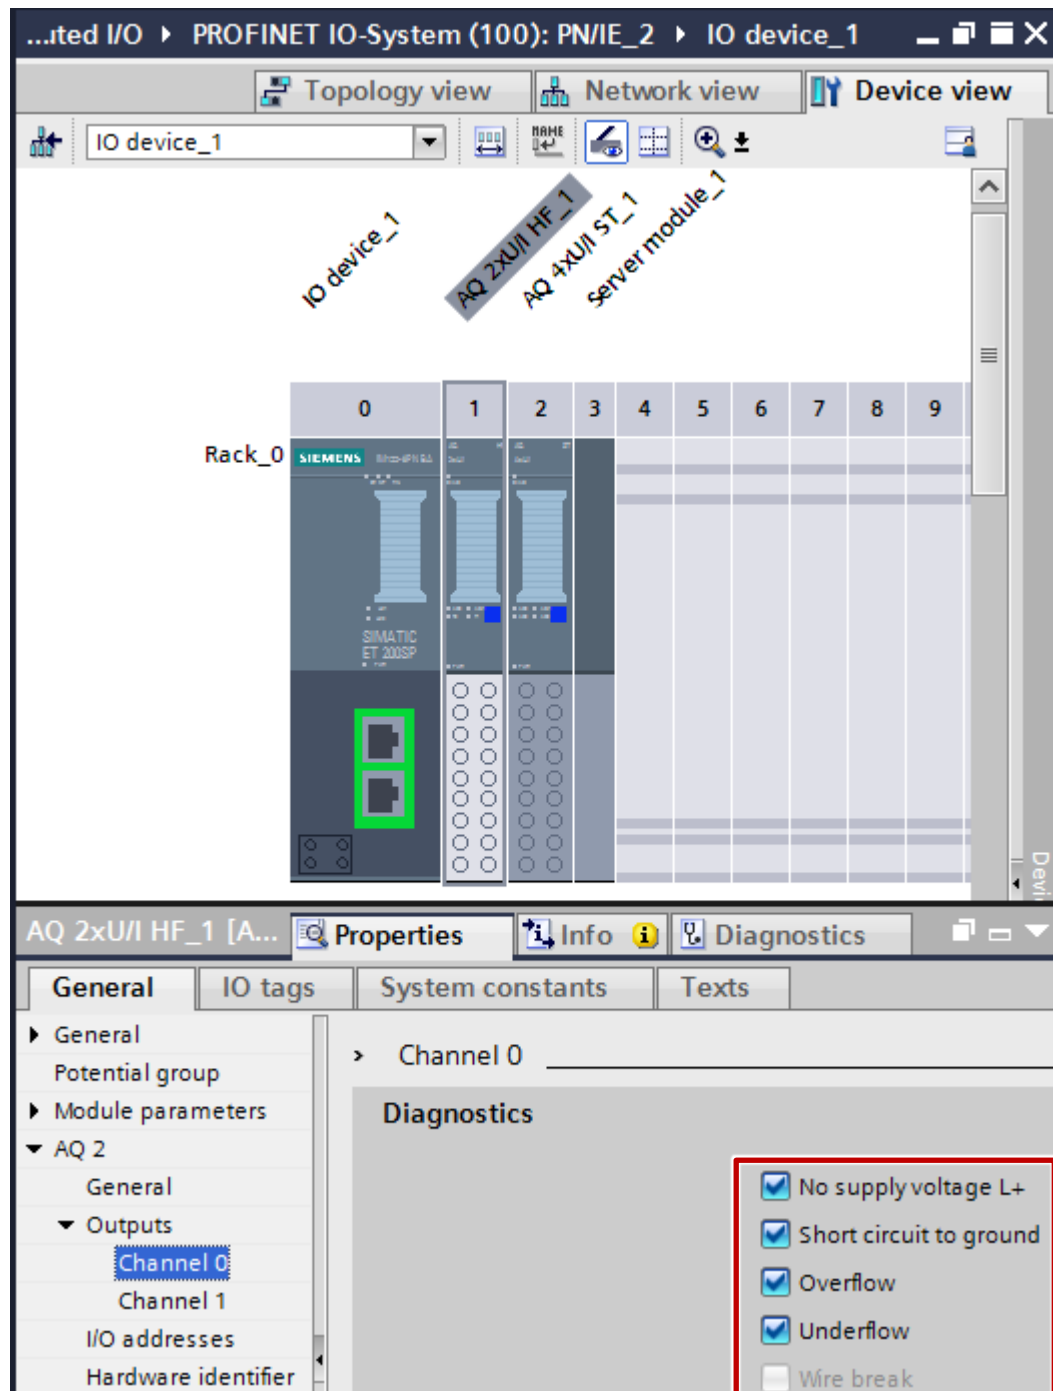 ...ited I/O ▸ PROFINET IO-System (100): PN/IE_2 ▸ IO device_1
Topology view Network view Device view
IO device_1
NAME
IO device_1 AQ 2xU/I HF_1 AQ 4xU/I ST_1 Server module_1
0 1 2 3 4 5 6 7 8 9
Rack_0
SIEMENS
HF ST
SIMATIC
ET 200SP
Devi
AQ 2xU/I HF_1 [A... Properties Info Diagnostics
General IO tags System constants Texts
General
Potential group
Module parameters
AQ 2
General
Outputs
Channel 0
Channel 1
I/O addresses
Hardware identifier
Channel 0
Diagnostics
No supply voltage L+
Short circuit to ground
Overflow
Underflow
Wire break